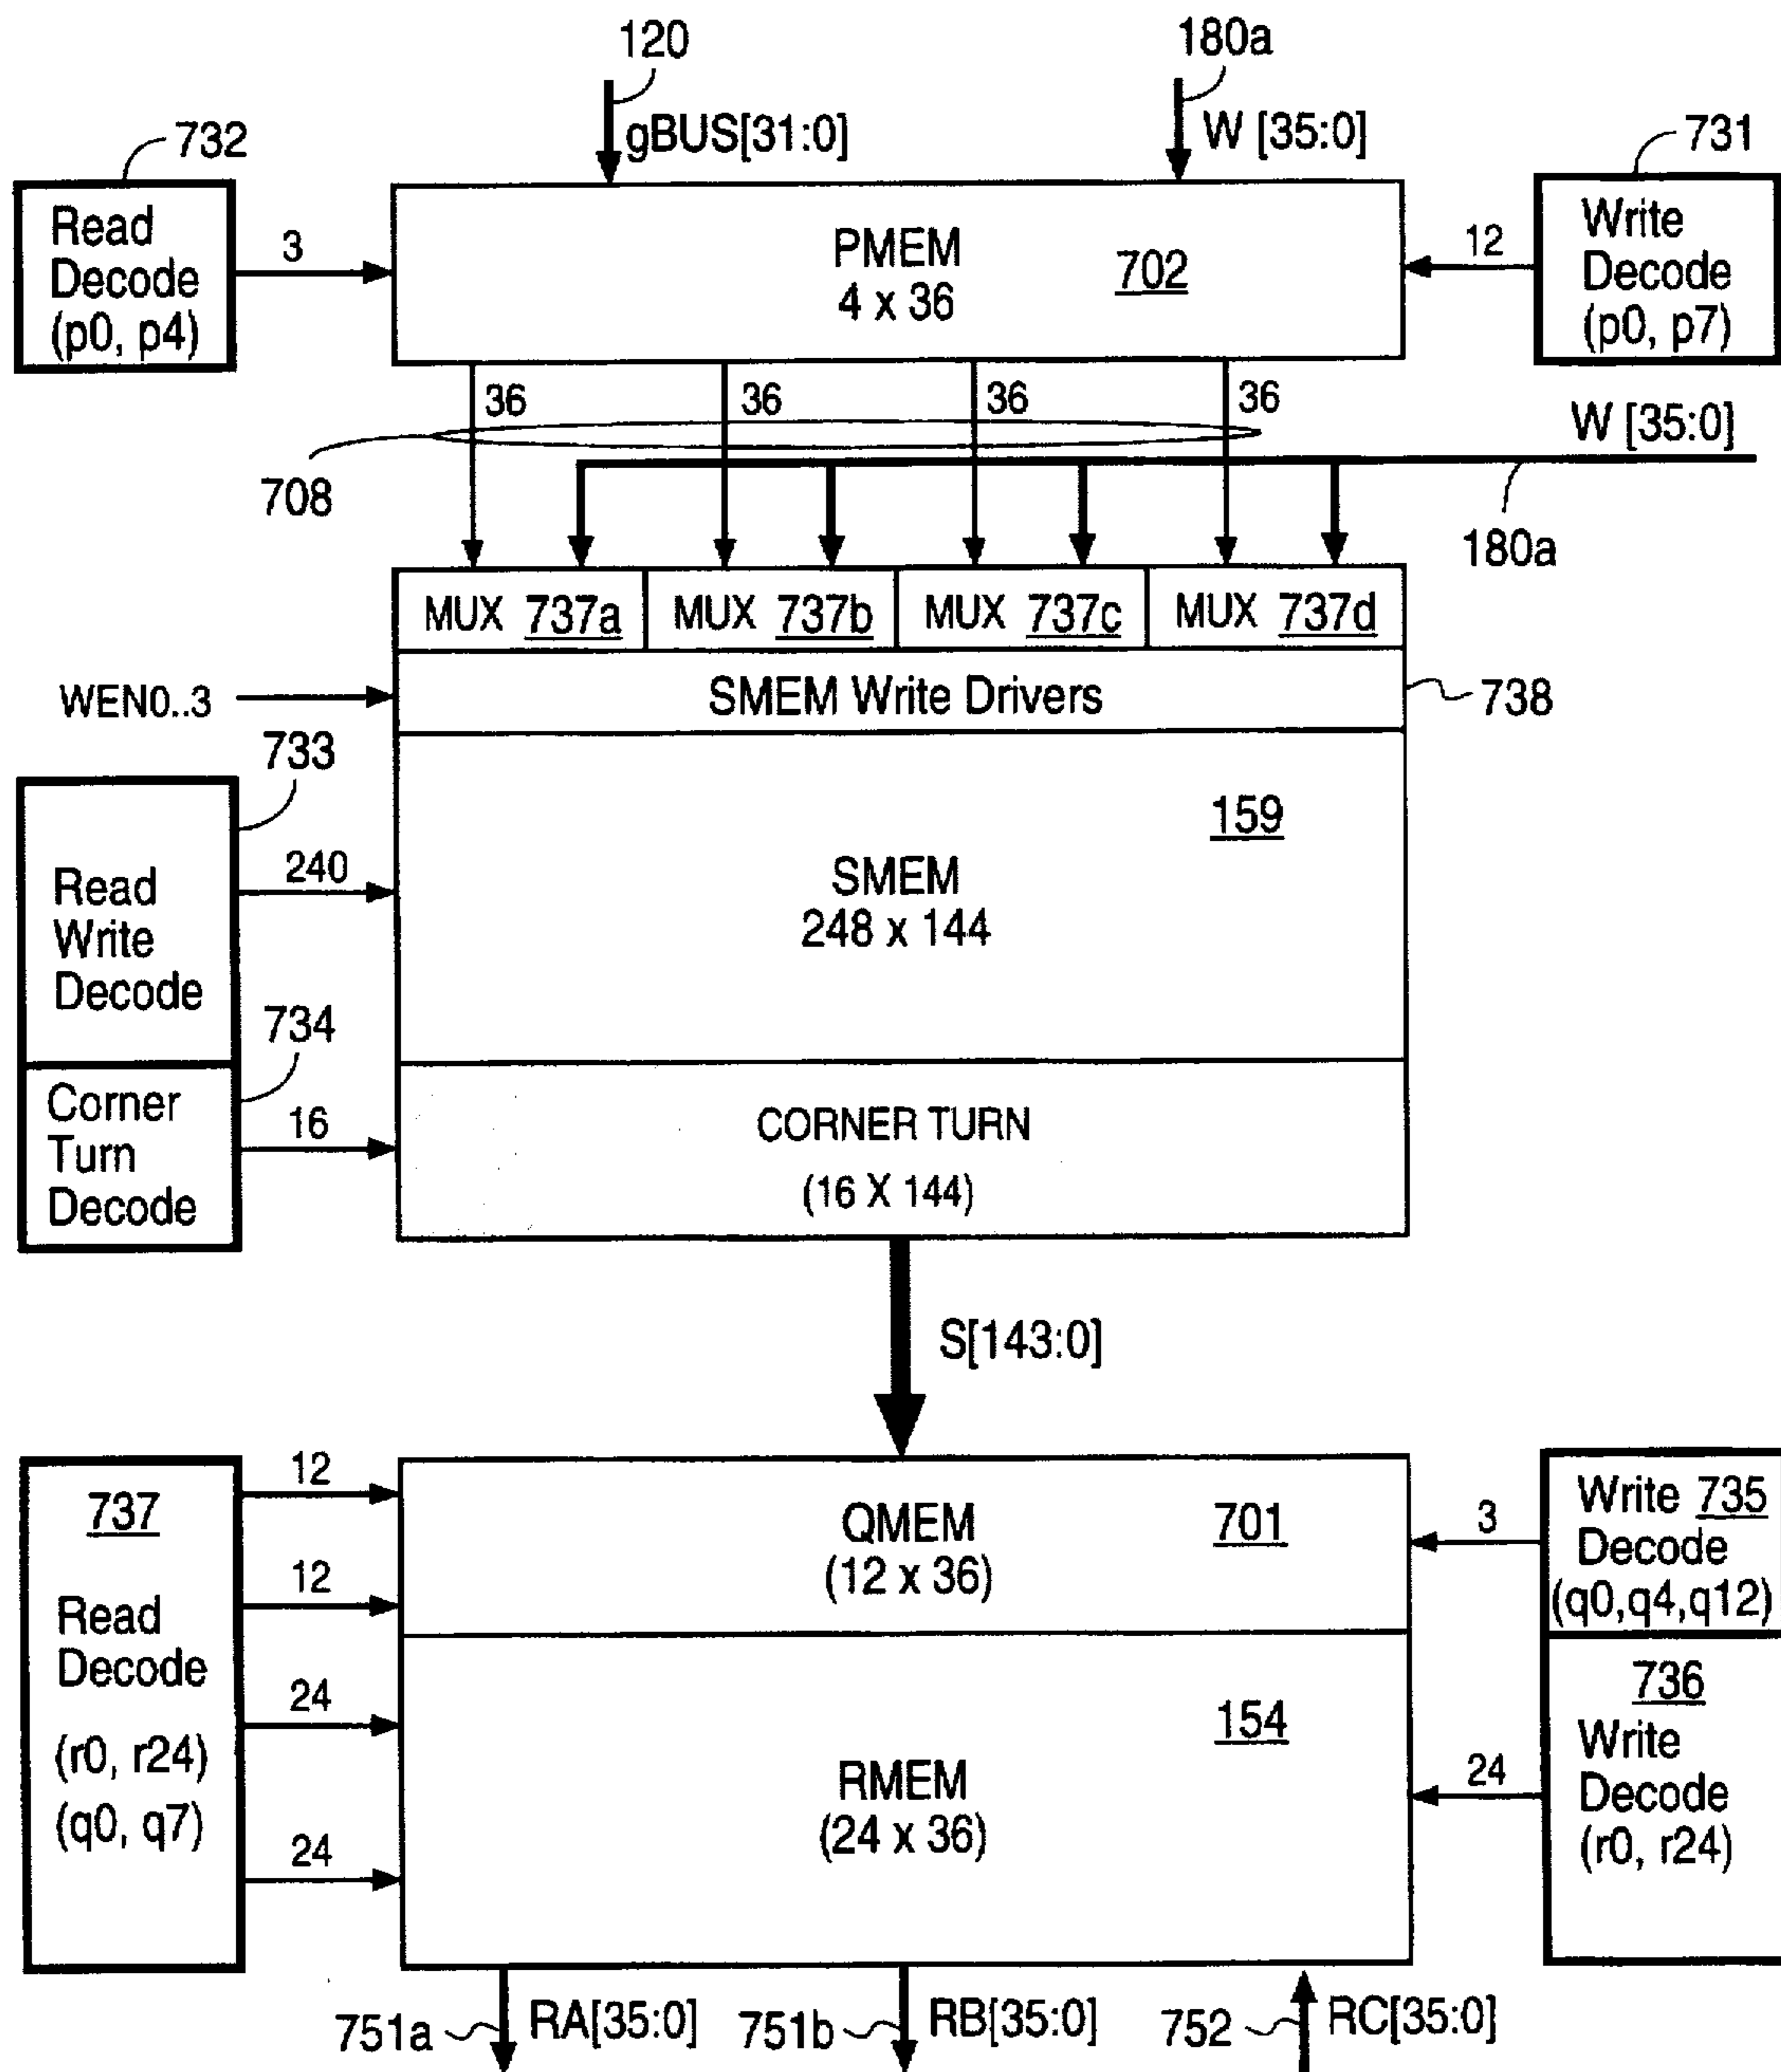 120
180a
gBUS[31:0]
W [35:0]
732
731
Read
Decode
(p0, p4)
3
PMEM
4 x 36
702
12
Write
Decode
(p0, p7)
36
36
36
36
W [35:0]
708
180a
MUX 737a
MUX 737b
MUX 737c
MUX 737d
WEN0..3
SMEM Write Drivers
738
733
159
Read
Write
Decode
240
SMEM
248 x 144
734
Corner
Turn
Decode
16
CORNER TURN
(16 X 144)
S[143:0]
737
Read
Decode
(r0, r24)
(q0, q7)
12
12
24
24
QMEM
(12 x 36)
701
3
Write 735
Decode
(q0,q4,q12)
154
RMEM
(24 x 36)
24
736
Write
Decode
(r0, r24)
751a
RA[35:0]
751b
RB[35:0]
752
RC[35:0]